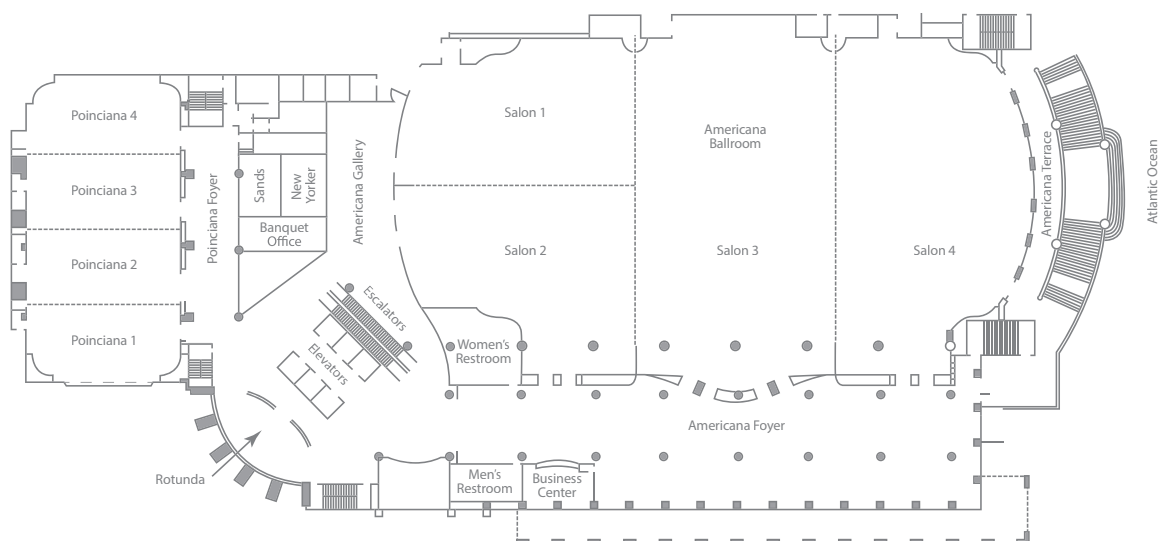 Poinciana 4
Poinciana 3
Poinciana 2
Poinciana 1
Poinciana Foyer
Sands
New
Yorker
Banquet
Office
Americana Gallery
Escalators
Elevators
Rotunda
Salon 1
Salon 2
Americana
Ballroom
Salon 3
Salon 4
Americana Terrace
Atlantic Ocean
Women's
Restroom
Americana Foyer
Men's
Restroom
Business
Center